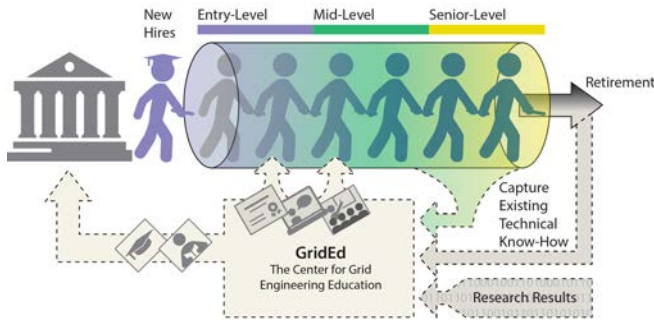 New
Hires
Entry-Level
Mid-Level
Senior-Level
Retirement
Capture
Existing
Technical
Know-How
GridEd
The Center for Grid
Engineering Education
Research Results